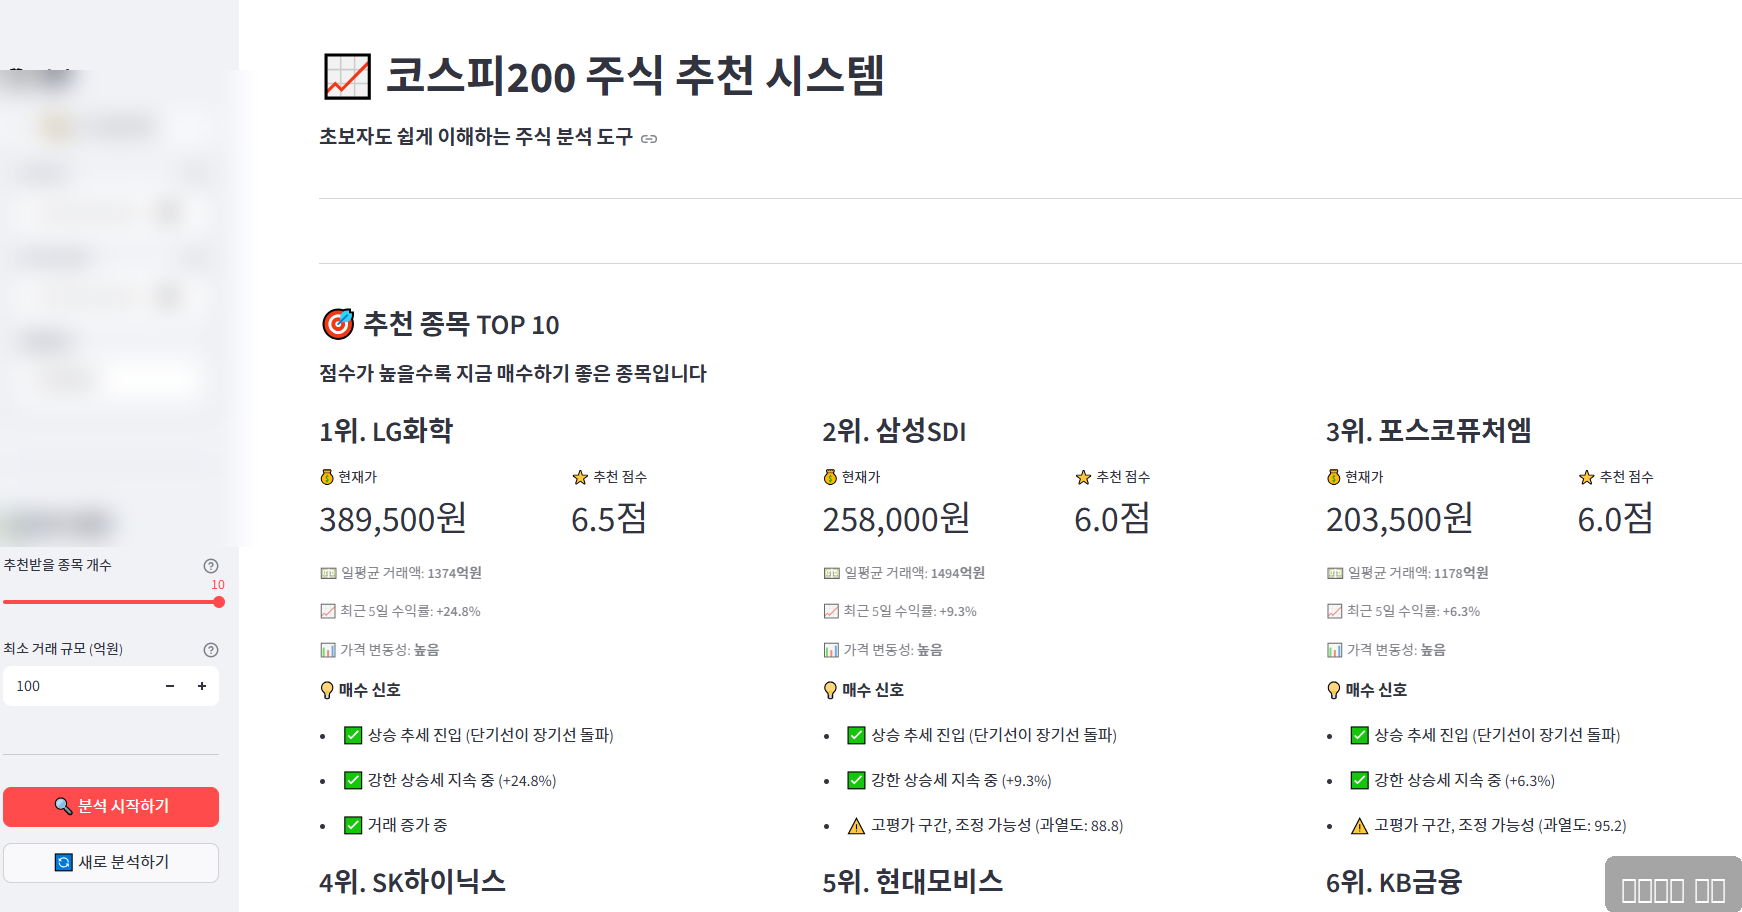 코스피200 주식 추천 시스템
초보자도 쉽게 이해하는 주식 분석 도구
추천 종목 TOP 10
점수가 높을수록 지금 매수하기 좋은 종목입니다
1위. LG화학
현재가
추천 점수
389,500원
6.5점
일평균 거래액: 1374억원
최근 5일 수익률: +24.8%
가격 변동성: 높음
매수 신호
상승 추세 진입 (단기선이 장기선 돌파)
강한 상승세 지속 중 (+24.8%)
거래 증가 중
2위. 삼성SDI
현재가
추천 점수
258,000원
6.0점
일평균 거래액: 1494억원
최근 5일 수익률: +9.3%
가격 변동성: 높음
매수 신호
상승 추세 진입 (단기선이 장기선 돌파)
강한 상승세 지속 중 (+9.3%)
고평가 구간, 조정 가능성 (과열도: 88.8)
3위. 포스코퓨처엠
현재가
추천 점수
203,500원
6.0점
일평균 거래액: 1178억원
최근 5일 수익률: +6.3%
가격 변동성: 높음
매수 신호
상승 추세 진입 (단기선이 장기선 돌파)
강한 상승세 지속 중 (+6.3%)
고평가 구간, 조정 가능성 (과열도: 95.2)
4위. SK하이닉스
5위. 현대모비스
6위. KB금융
추천받을 종목 개수
10
최소 거래 규모 (억원)
100
분석 시작하기
새로 분석하기